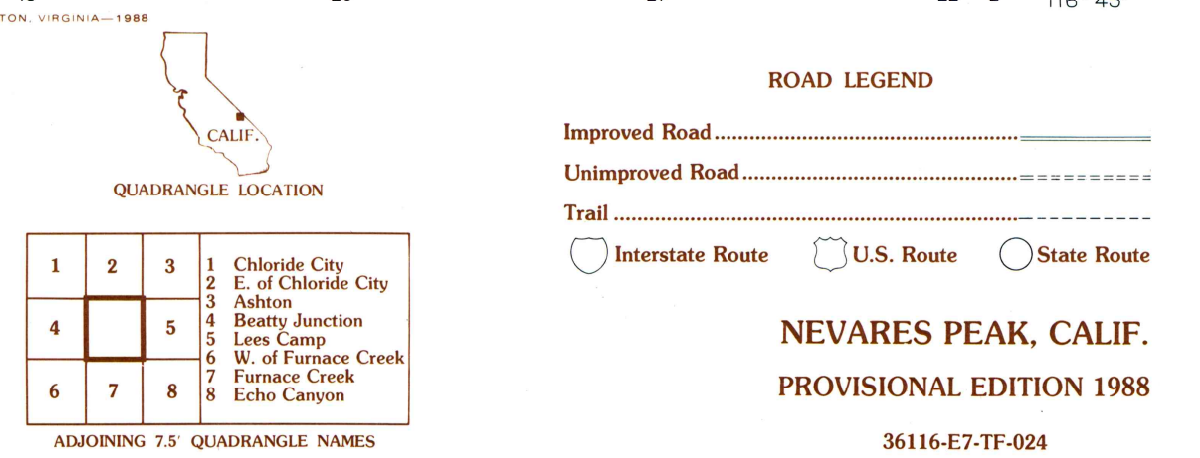 TON, VIRGINIA—1988
116° 45'
CALIF.
QUADRANGLE LOCATION
1 2 3
4 5
6 7 8
1 Chloride City
2 E. of Chloride City
3 Ashton
4 Beatty Junction
5 Lees Camp
6 W. of Furnace Creek
7 Furnace Creek
8 Echo Canyon
ADJOINING 7.5′ QUADRANGLE NAMES
ROAD LEGEND
Improved Road
Unimproved Road
Trail
Interstate Route U.S. Route State Route
NEVARES PEAK, CALIF.
PROVISIONAL EDITION 1988
36116-E7-TF-024